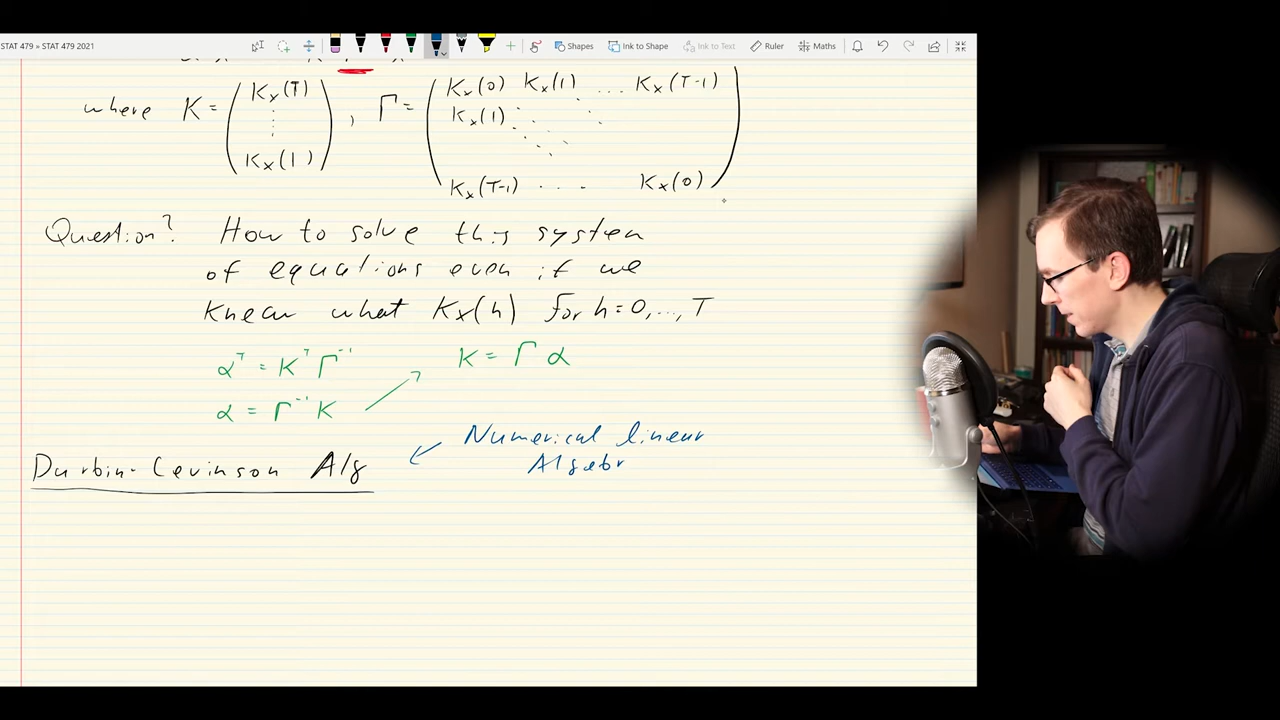 STAT 479 » STAT 479 2021
Shapes Ink to Shape Ink to Text Ruler Maths
where K = ( Kx(T) ⋮ Kx(1) ) , Γ = ( Kx(0) Kx(1) ... Kx(T-1)
Kx(1)
Kx(T-1) ... Kx(0) )
Question? How to solve this system
of equations even if we
knew what Kx(h) for h=0,...,T
αᵀ = Kᵀ Γ⁻¹ K = Γ α
α = Γ⁻¹ K
Numerical linear
Durbin-Levinson Alg Algebr